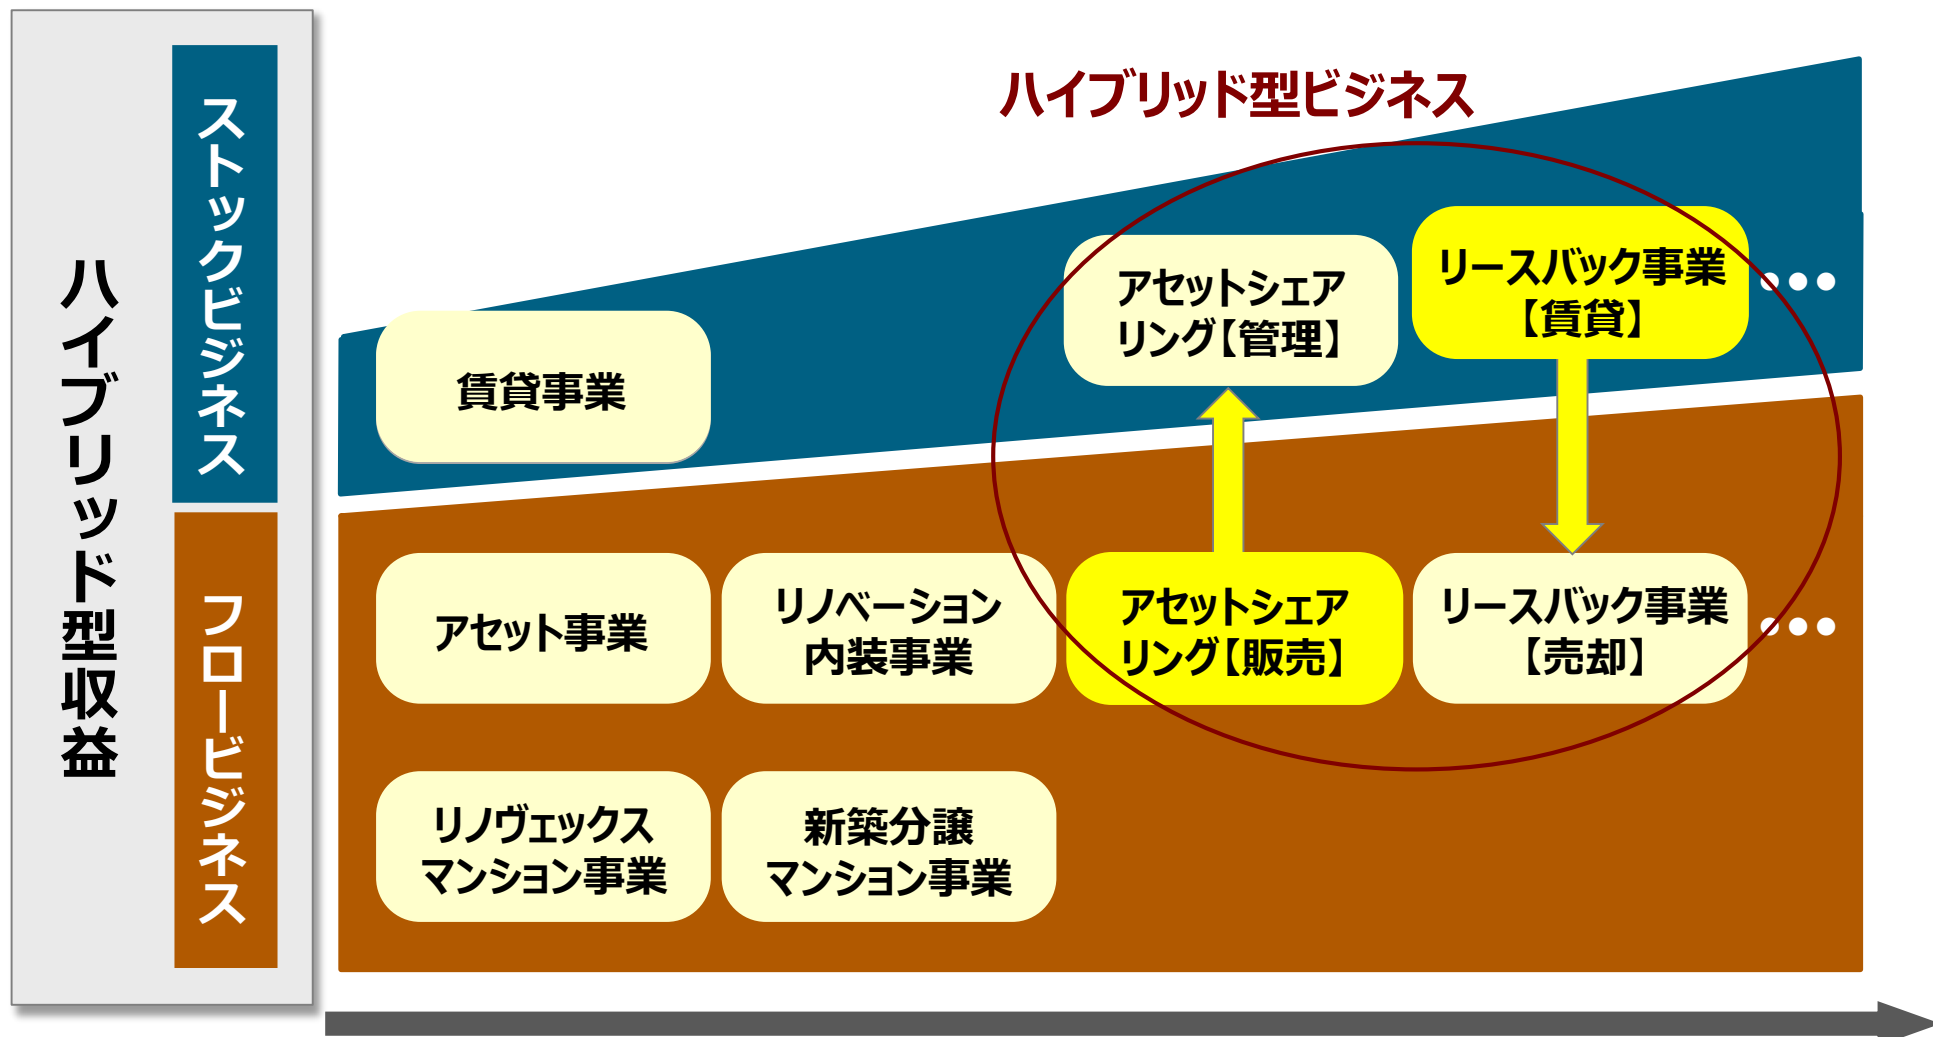 ハイブリッド型収益
ストックビジネス
フロービジネス
ハイブリッド型ビジネス
賃貸事業
アセットシェア
リング【管理】
リースバック事業
【賃貸】
•••
アセット事業
リノベーション
内装事業
アセットシェア
リング【販売】
リースバック事業
【売却】
•••
リノヴェックス
マンション事業
新築分譲
マンション事業